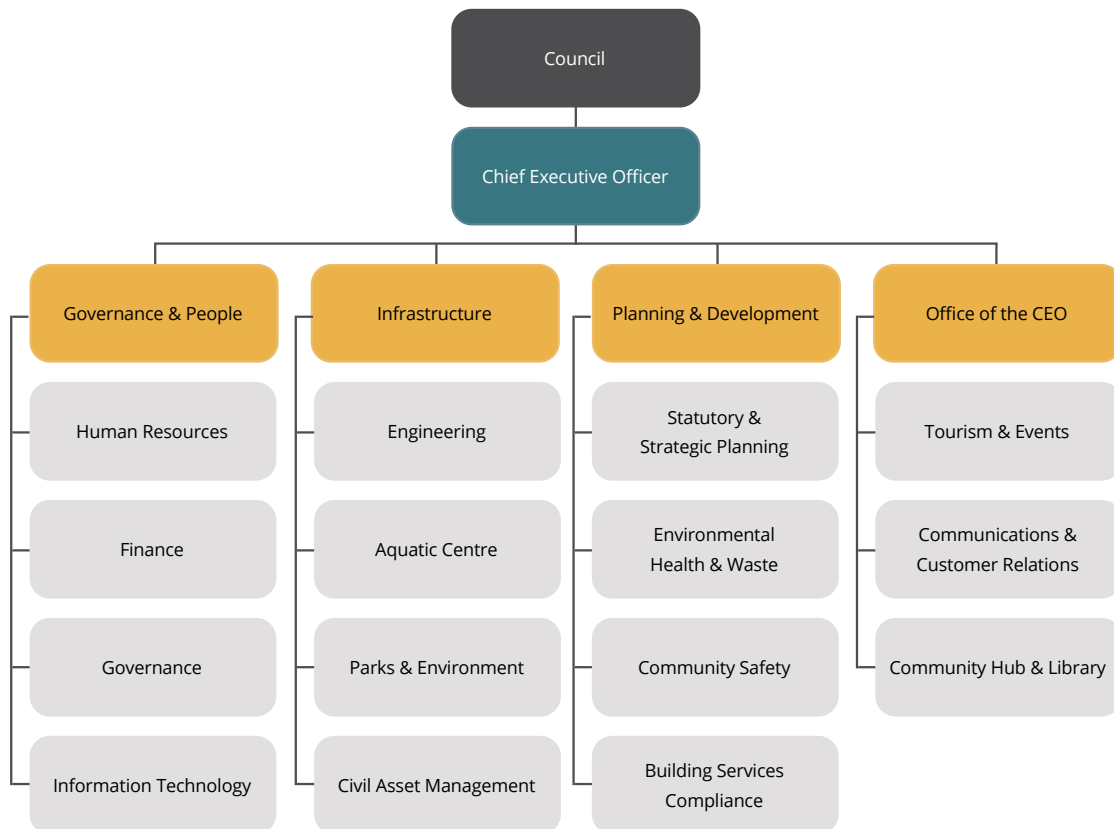 Council
Chief Executive Officer
Governance & People
Infrastructure
Planning & Development
Office of the CEO
Human Resources
Engineering
Statutory &
Strategic Planning
Tourism & Events
Finance
Aquatic Centre
Environmental
Health & Waste
Communications &
Customer Relations
Governance
Parks & Environment
Community Safety
Community Hub & Library
Information Technology
Civil Asset Management
Building Services
Compliance